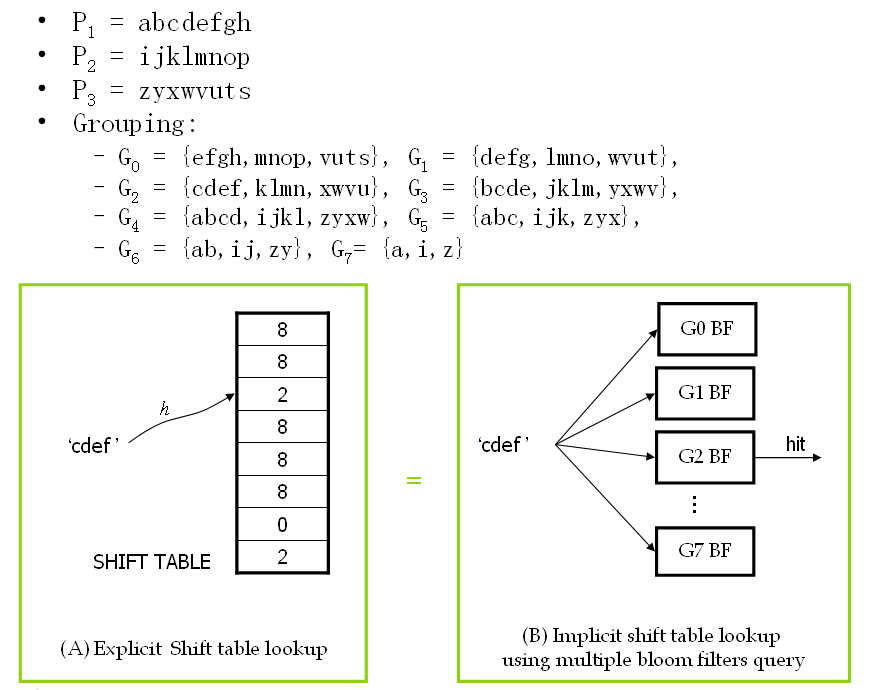 • P1 = abcdefgh
• P2 = ijklmnop
• P3 = zyxwvuts
• Grouping:
– G0 = {efgh,mnop,vuts}, G1 = {defg,lmno,wvut},
– G2 = {cdef,klmn,xwvu}, G3 = {bcde,jklm,yxwv},
– G4 = {abcd,ijkl,zyxw}, G5 = {abc,ijk,zyx},
– G6 = {ab,ij,zy}, G7= {a,i,z}
8
8
2
8
8
8
0
2
h
'cdef'
SHIFT TABLE
(A) Explicit Shift table lookup
=
G0 BF
G1 BF
G2 BF
⋮
G7 BF
'cdef'
hit
(B) Implicit shift table lookup
using multiple bloom filters query